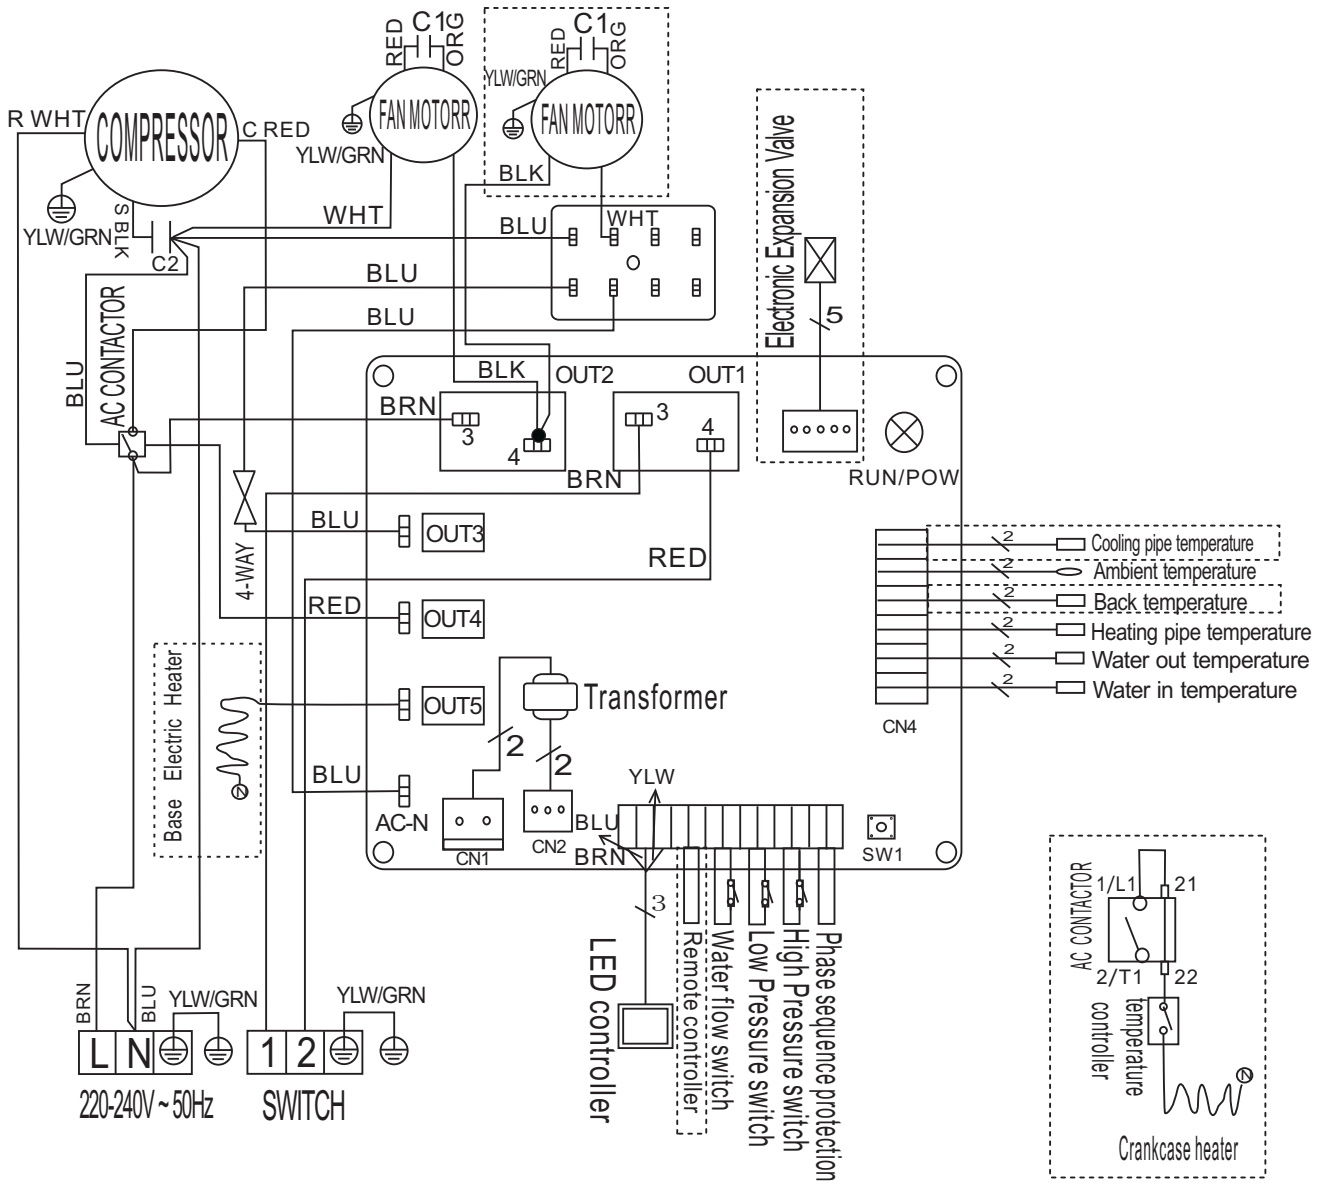 C1
RED
ORG
C1
RED
ORG
YLW/GRN
R WHT
COMPRESSOR
C RED
FAN MOTORR
FAN MOTORR
YLW/GRN
BLK
S BLK
YLW/GRN
C2
WHT
BLU
WHT
BLU
BLU
Electronic Expansion Valve
5
AC CONTACTOR
BLU
BLK
OUT2
OUT1
BRN
3
4
3
4
BRN
RUN/POW
BLU
OUT3
4-WAY
RED
RED
OUT4
OUT5
BLU
AC-N
Base Electric Heater
N
Transformer
2
2
CN1
CN2
YLW
BLU
BRN
3
SW1
CN4
2
Cooling pipe temperature
2
Ambient temperature
2
Back temperature
2
Heating pipe temperature
2
Water out temperature
2
Water in temperature
LED controller
Remote controller
Water flow switch
Low Pressure switch
High Pressure switch
Phase sequence protection
BRN
BLU
YLW/GRN
YLW/GRN
L N
1 2
220-240V ~ 50Hz
SWITCH
AC CONTACTOR
1/L1
21
2/T1
22
temperature
controller
N
Crankcase heater